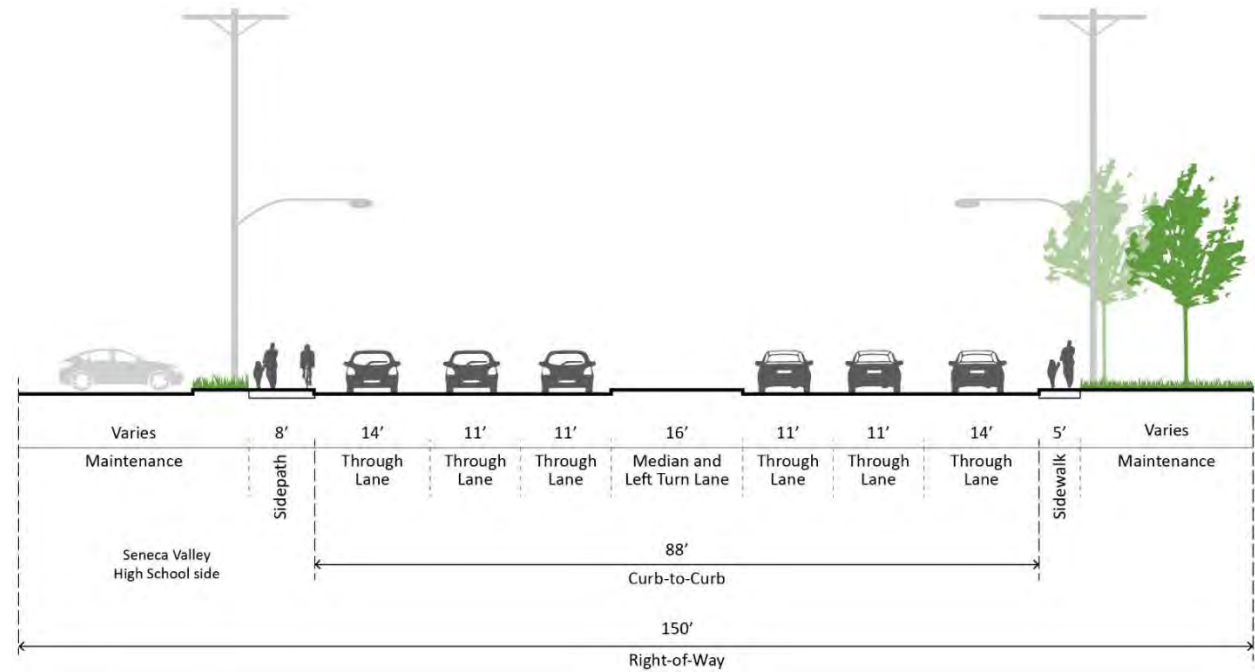 Varies 8’ 14’ 11’ 11’ 16’ 11’ 11’ 14’ 5’ Varies
Maintenance
Sidepath
Through
Lane
Through
Lane
Through
Lane
Median and
Left Turn Lane
Through
Lane
Through
Lane
Through
Lane
Sidewalk
Maintenance
Seneca Valley
High School side
88’
Curb-to-Curb
150’
Right-of-Way